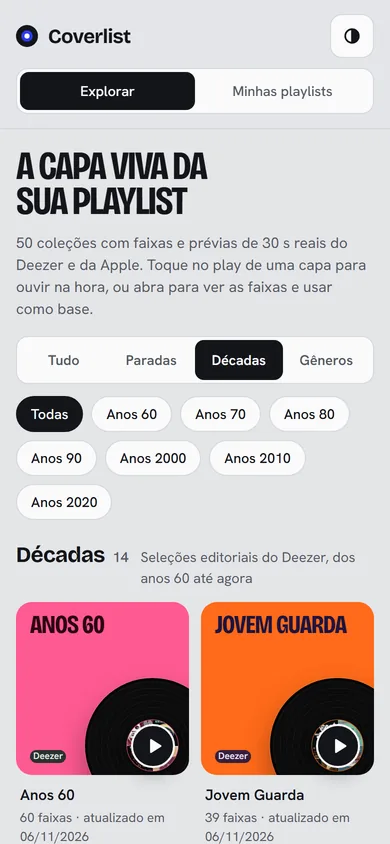 Coverlist
Explorar
Minhas playlists
A CAPA VIVA DA
SUA PLAYLIST
50 coleções com faixas e prévias de 30 s reais do
Deezer e da Apple. Toque no play de uma capa para
ouvir na hora, ou abra para ver as faixas e usar
como base.
Tudo
Paradas
Décadas
Gêneros
Todas
Anos 60
Anos 70
Anos 80
Anos 90
Anos 2000
Anos 2010
Anos 2020
Décadas 14 Seleções editoriais do Deezer, dos
anos 60 até agora
ANOS 60
Deezer
Anos 60
60 faixas · atualizado em
06/11/2026
JOVEM GUARDA
Deezer
Jovem Guarda
39 faixas · atualizado em
06/11/2026